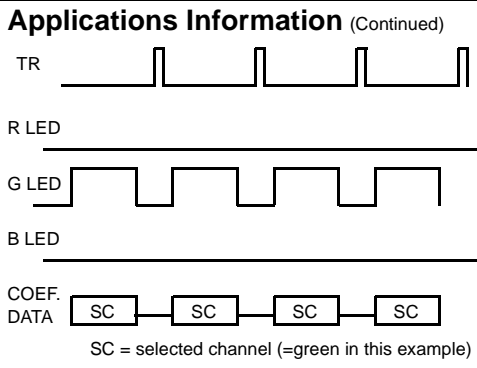 Applications Information (Continued)
TR
R LED
G LED
B LED
COEF.
DATA
SC SC SC SC
SC = selected channel (=green in this example)